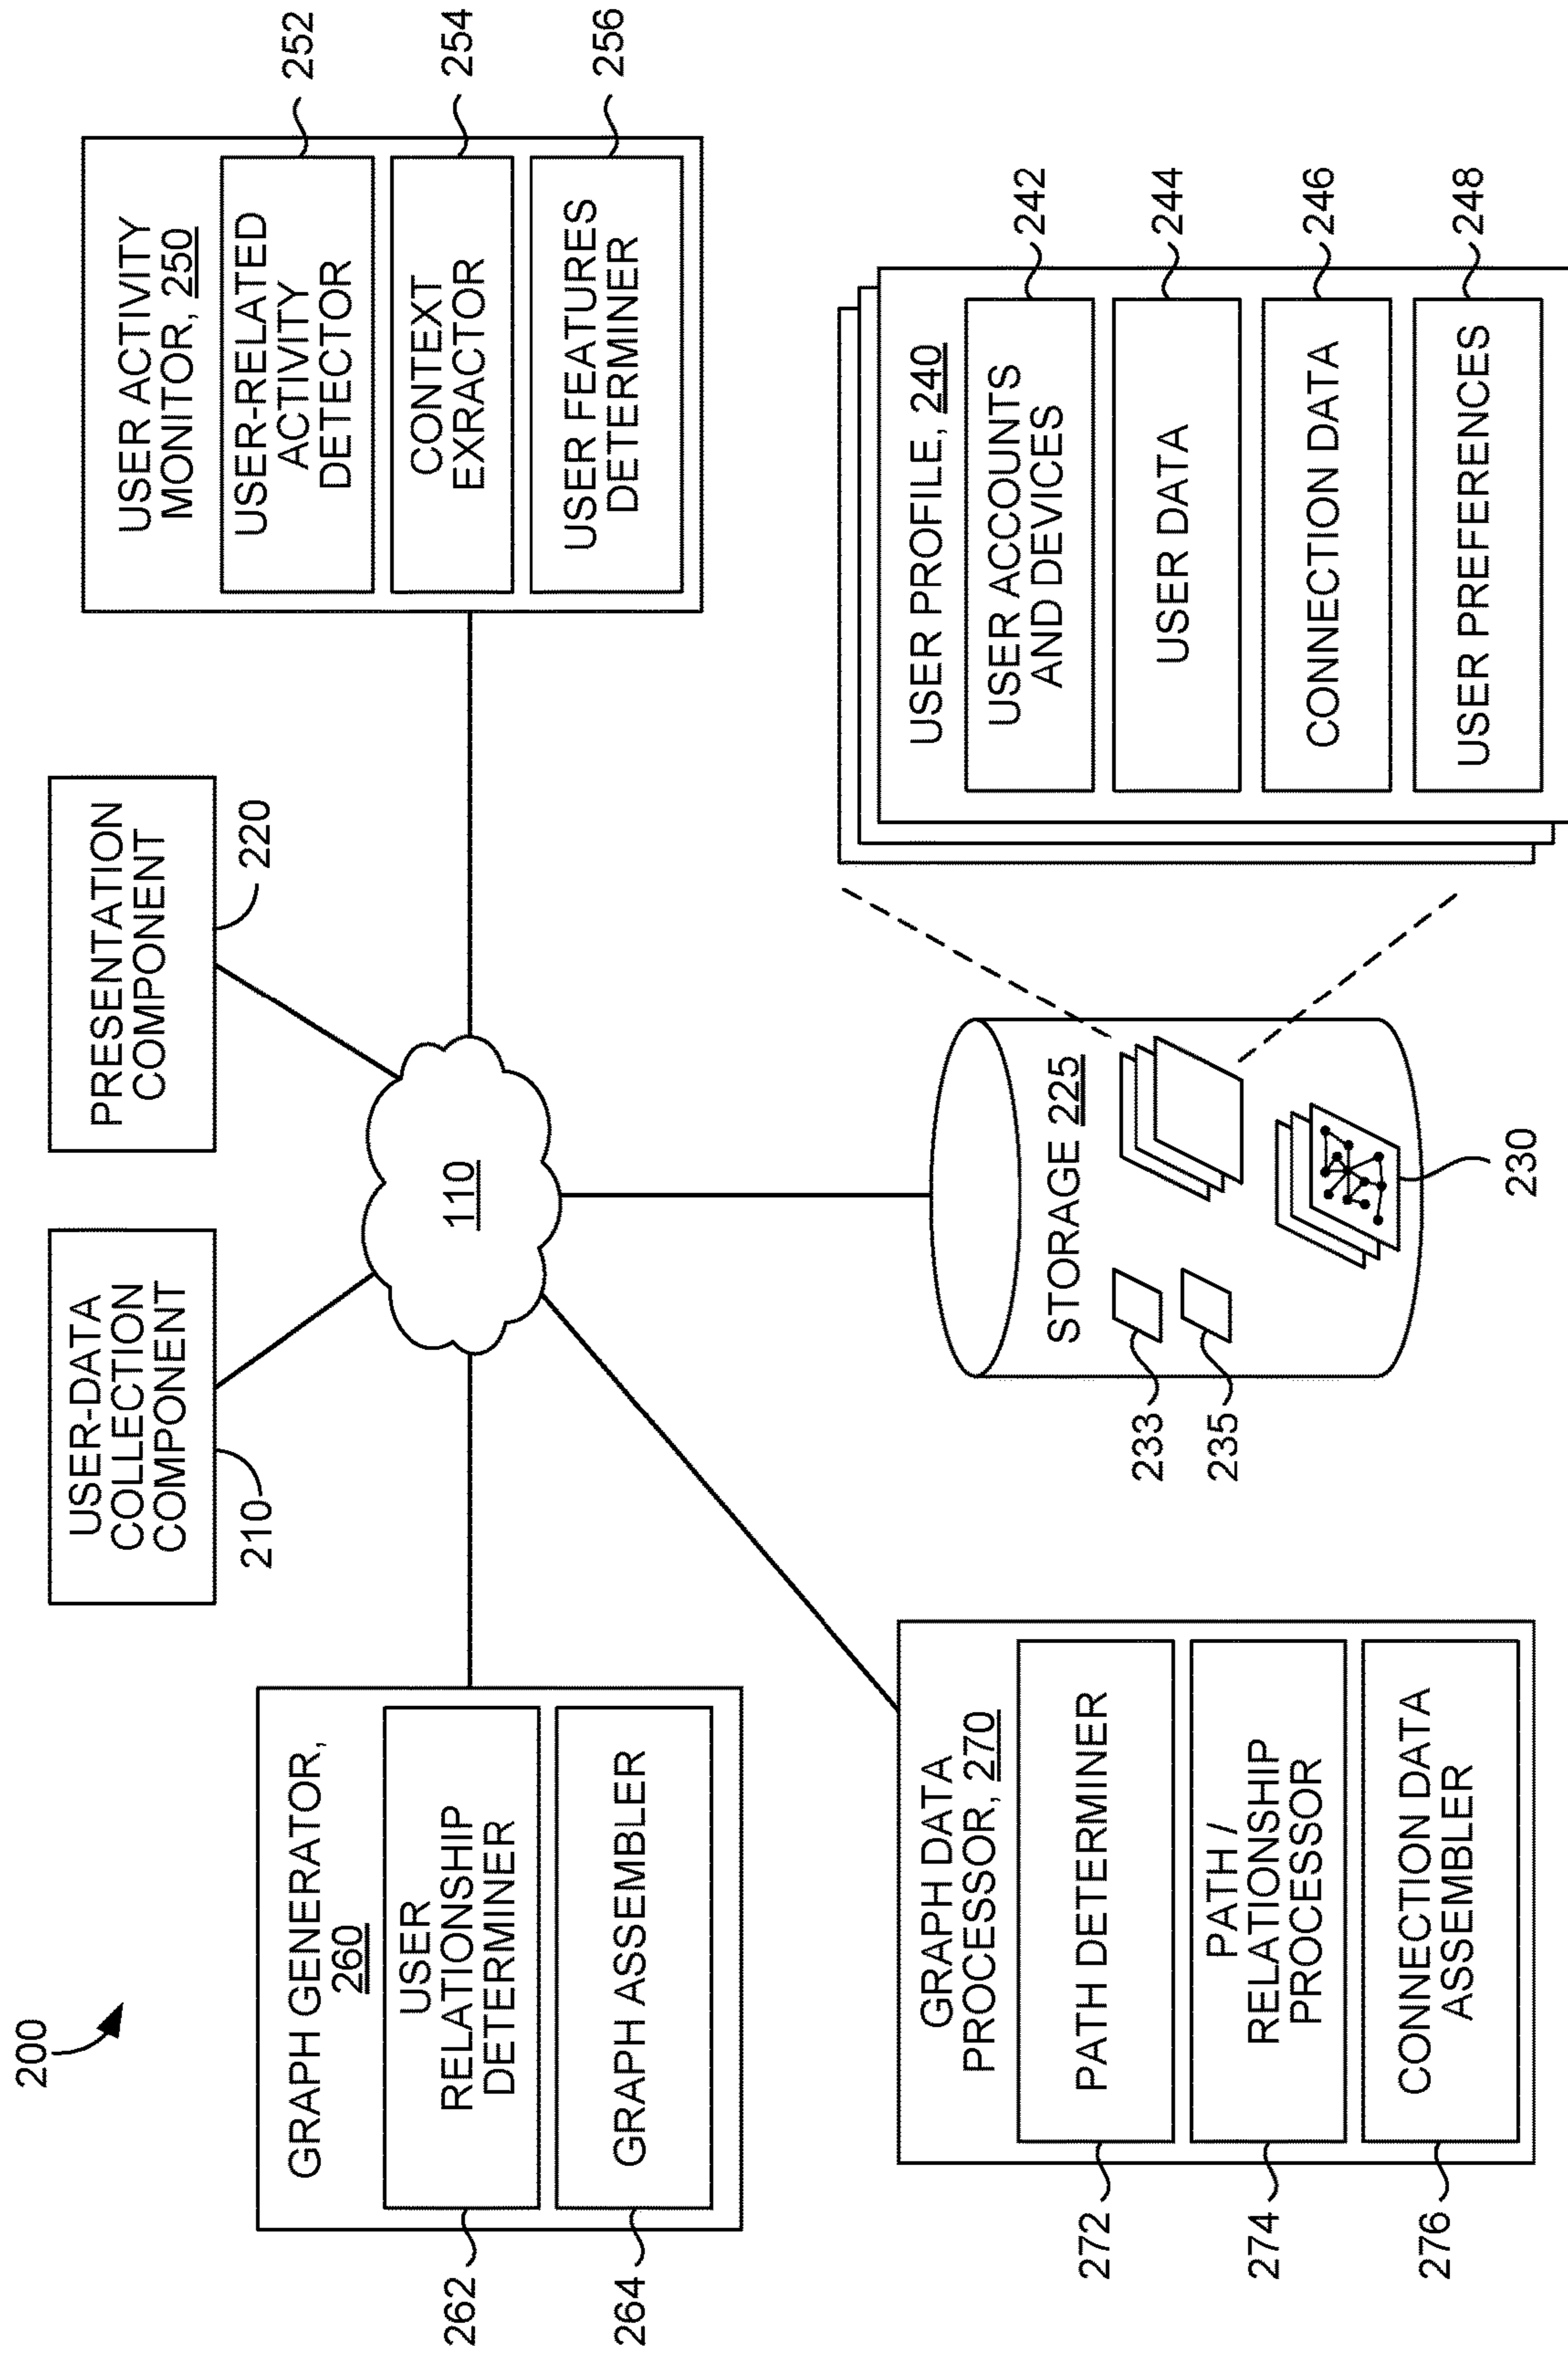 200
USER-DATA
COLLECTION
COMPONENT
210
PRESENTATION
COMPONENT
220
GRAPH GENERATOR,
260
USER
RELATIONSHIP
DETERMINER
GRAPH ASSEMBLER
262
264
110
USER ACTIVITY
MONITOR, 250
USER-RELATED
ACTIVITY
DETECTOR
CONTEXT
EXRACTOR
USER FEATURES
DETERMINER
252
254
256
GRAPH DATA
PROCESSOR, 270
PATH DETERMINER
PATH /
RELATIONSHIP
PROCESSOR
CONNECTION DATA
ASSEMBLER
272
274
276
STORAGE 225
233
235
230
USER PROFILE, 240
USER ACCOUNTS
AND DEVICES
USER DATA
CONNECTION DATA
USER PREFERENCES
242
244
246
248